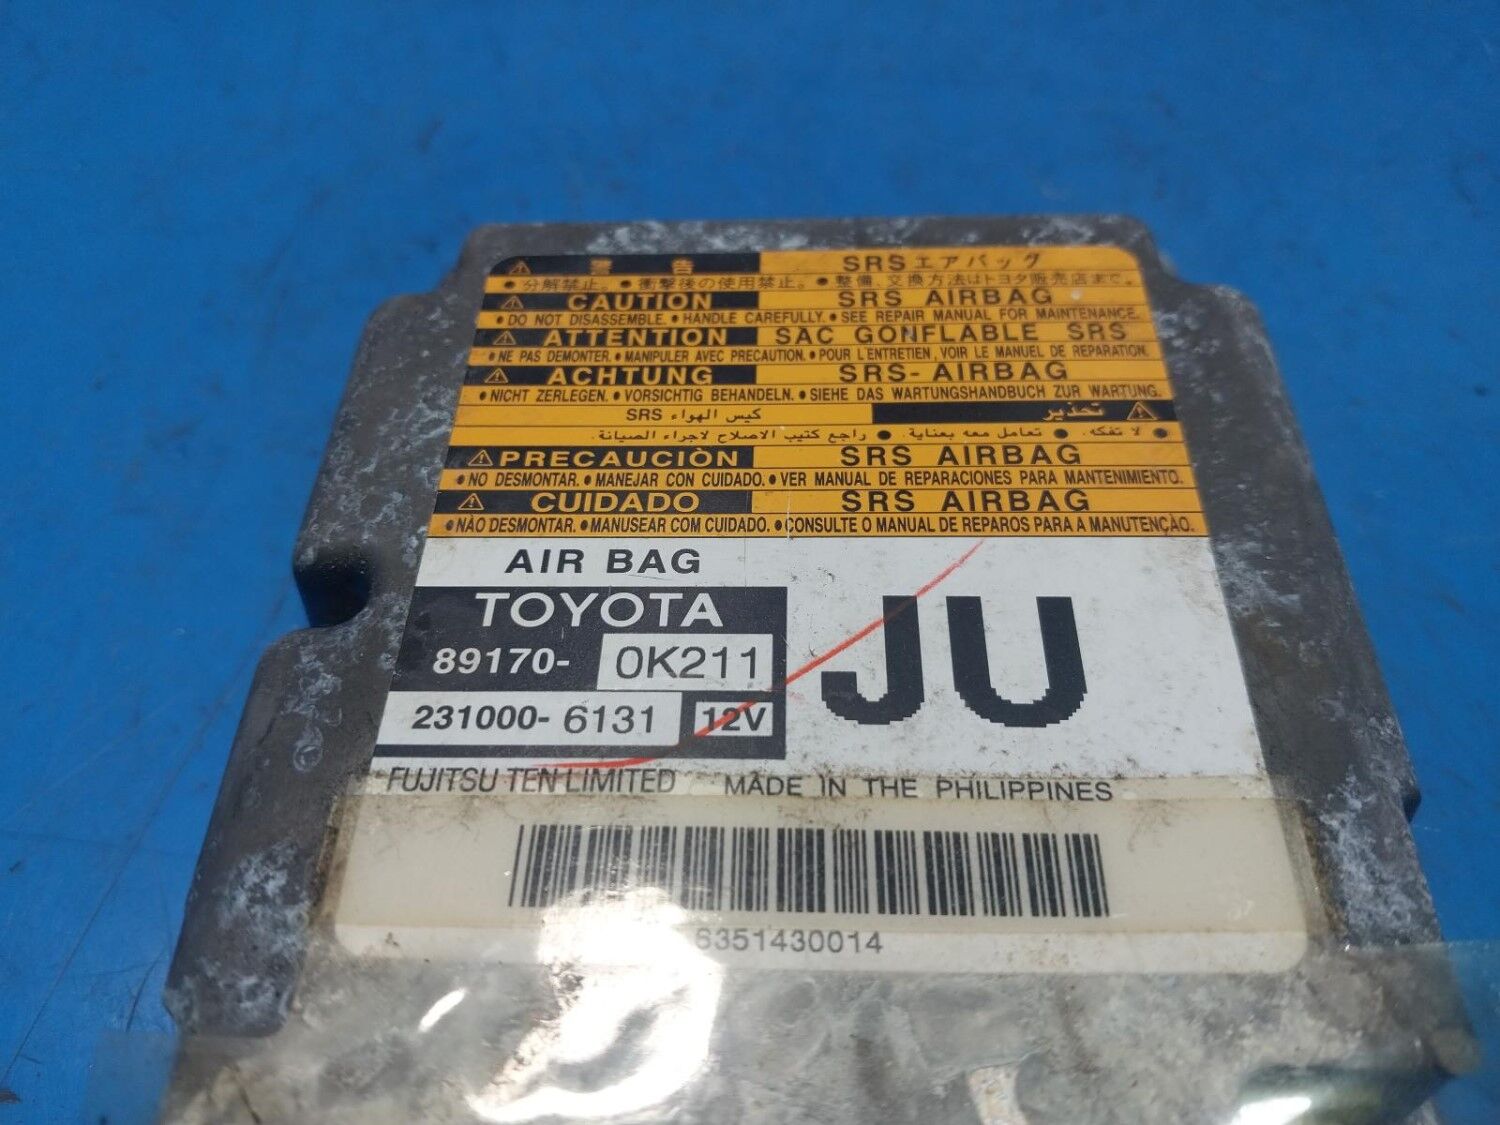 警告 SRSエアバッグ
●分解禁止。●衝撃後の使用禁止。●整備、交換方法はトヨタ販売店まで。
CAUTION SRS AIRBAG
●DO NOT DISASSEMBLE. ●HANDLE CAREFULLY. ●SEE REPAIR MANUAL FOR MAINTENANCE.
ATTENTION SAC GONFLABLE SRS
●NE PAS DEMONTER. ●MANIPULER AVEC PRECAUTION. ●POUR L'ENTRETIEN, VOIR LE MANUEL DE REPARATION.
ACHTUNG SRS-AIRBAG
●NICHT ZERLEGEN. ●VORSICHTIG BEHANDELN. ●SIEHE DAS WARTUNGSHANDBUCH ZUR WARTUNG.
تحذير كيس الهواء SRS
● لا تفكه. ● تعامل معه بعناية. ● راجع كتيب الاصلاح لاجراء الصيانة.
PRECAUCIÒN SRS AIRBAG
●NO DESMONTAR. ●MANEJAR CON CUIDADO. ●VER MANUAL DE REPARACIONES PARA MANTENIMIENTO.
CUIDADO SRS AIRBAG
●NÃO DESMONTAR. ●MANUSEAR COM CUIDADO. ●CONSULTE O MANUAL DE REPAROS PARA A MANUTENÇÃO.
AIR BAG
TOYOTA
89170- 0K211
JU
231000- 6131 12V
FUJITSU TEN LIMITED MADE IN THE PHILIPPINES
6351430014